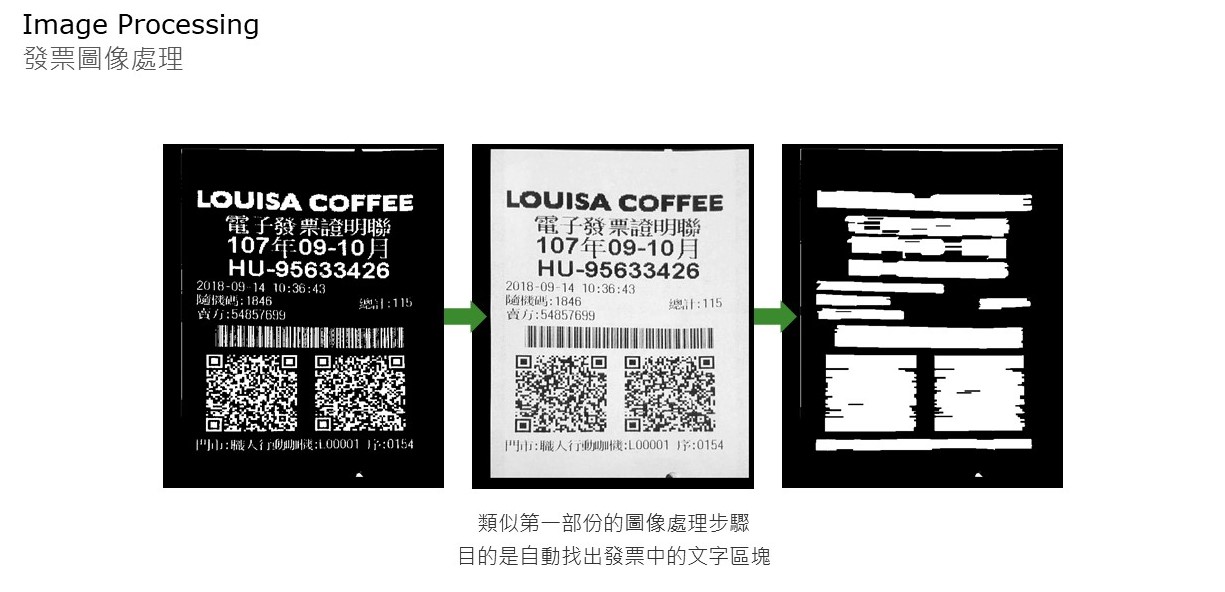 Image Processing
發票圖像處理
LOUISA COFFEE
電子發票證明聯
107年09-10月
HU-95633426
2018-09-14 10:36:43
隨機碼:1846 總計:115
賣方:54857699
門市:職人行動咖機:L00001 序:0154
LOUISA COFFEE
電子發票證明聯
107年09-10月
HU-95633426
2018-09-14 10:36:43
隨機碼:1846 總計:115
賣方:54857699
門市:職人行動咖機:L00001 序:0154
類似第一部份的圖像處理步驟
目的是自動找出發票中的文字區塊